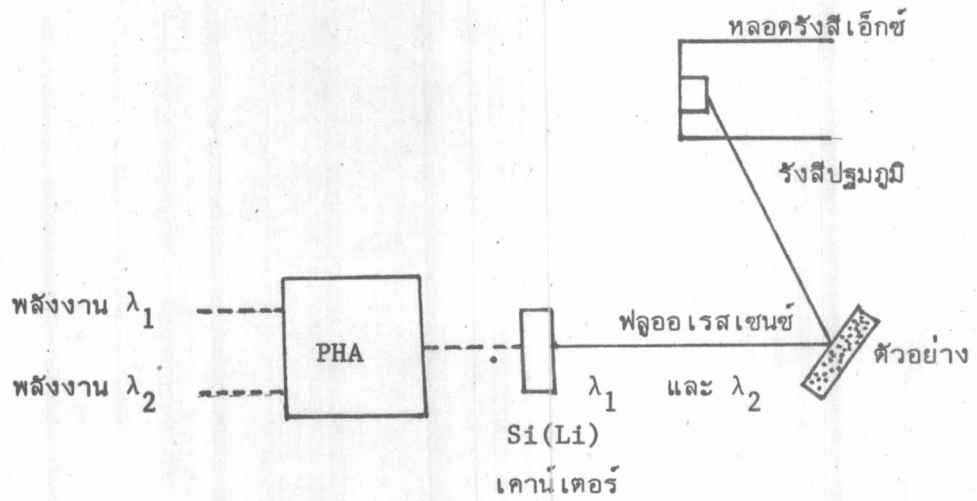 หลอดรังสีเอ็กซ์
รังสีปฐมภูมิ
พลังงาน λ1
พลังงาน λ2
PHA
ฟลูออเรสเซนซ์
λ1 และ λ2
ตัวอย่าง
Si(Li)
เคาน์เตอร์